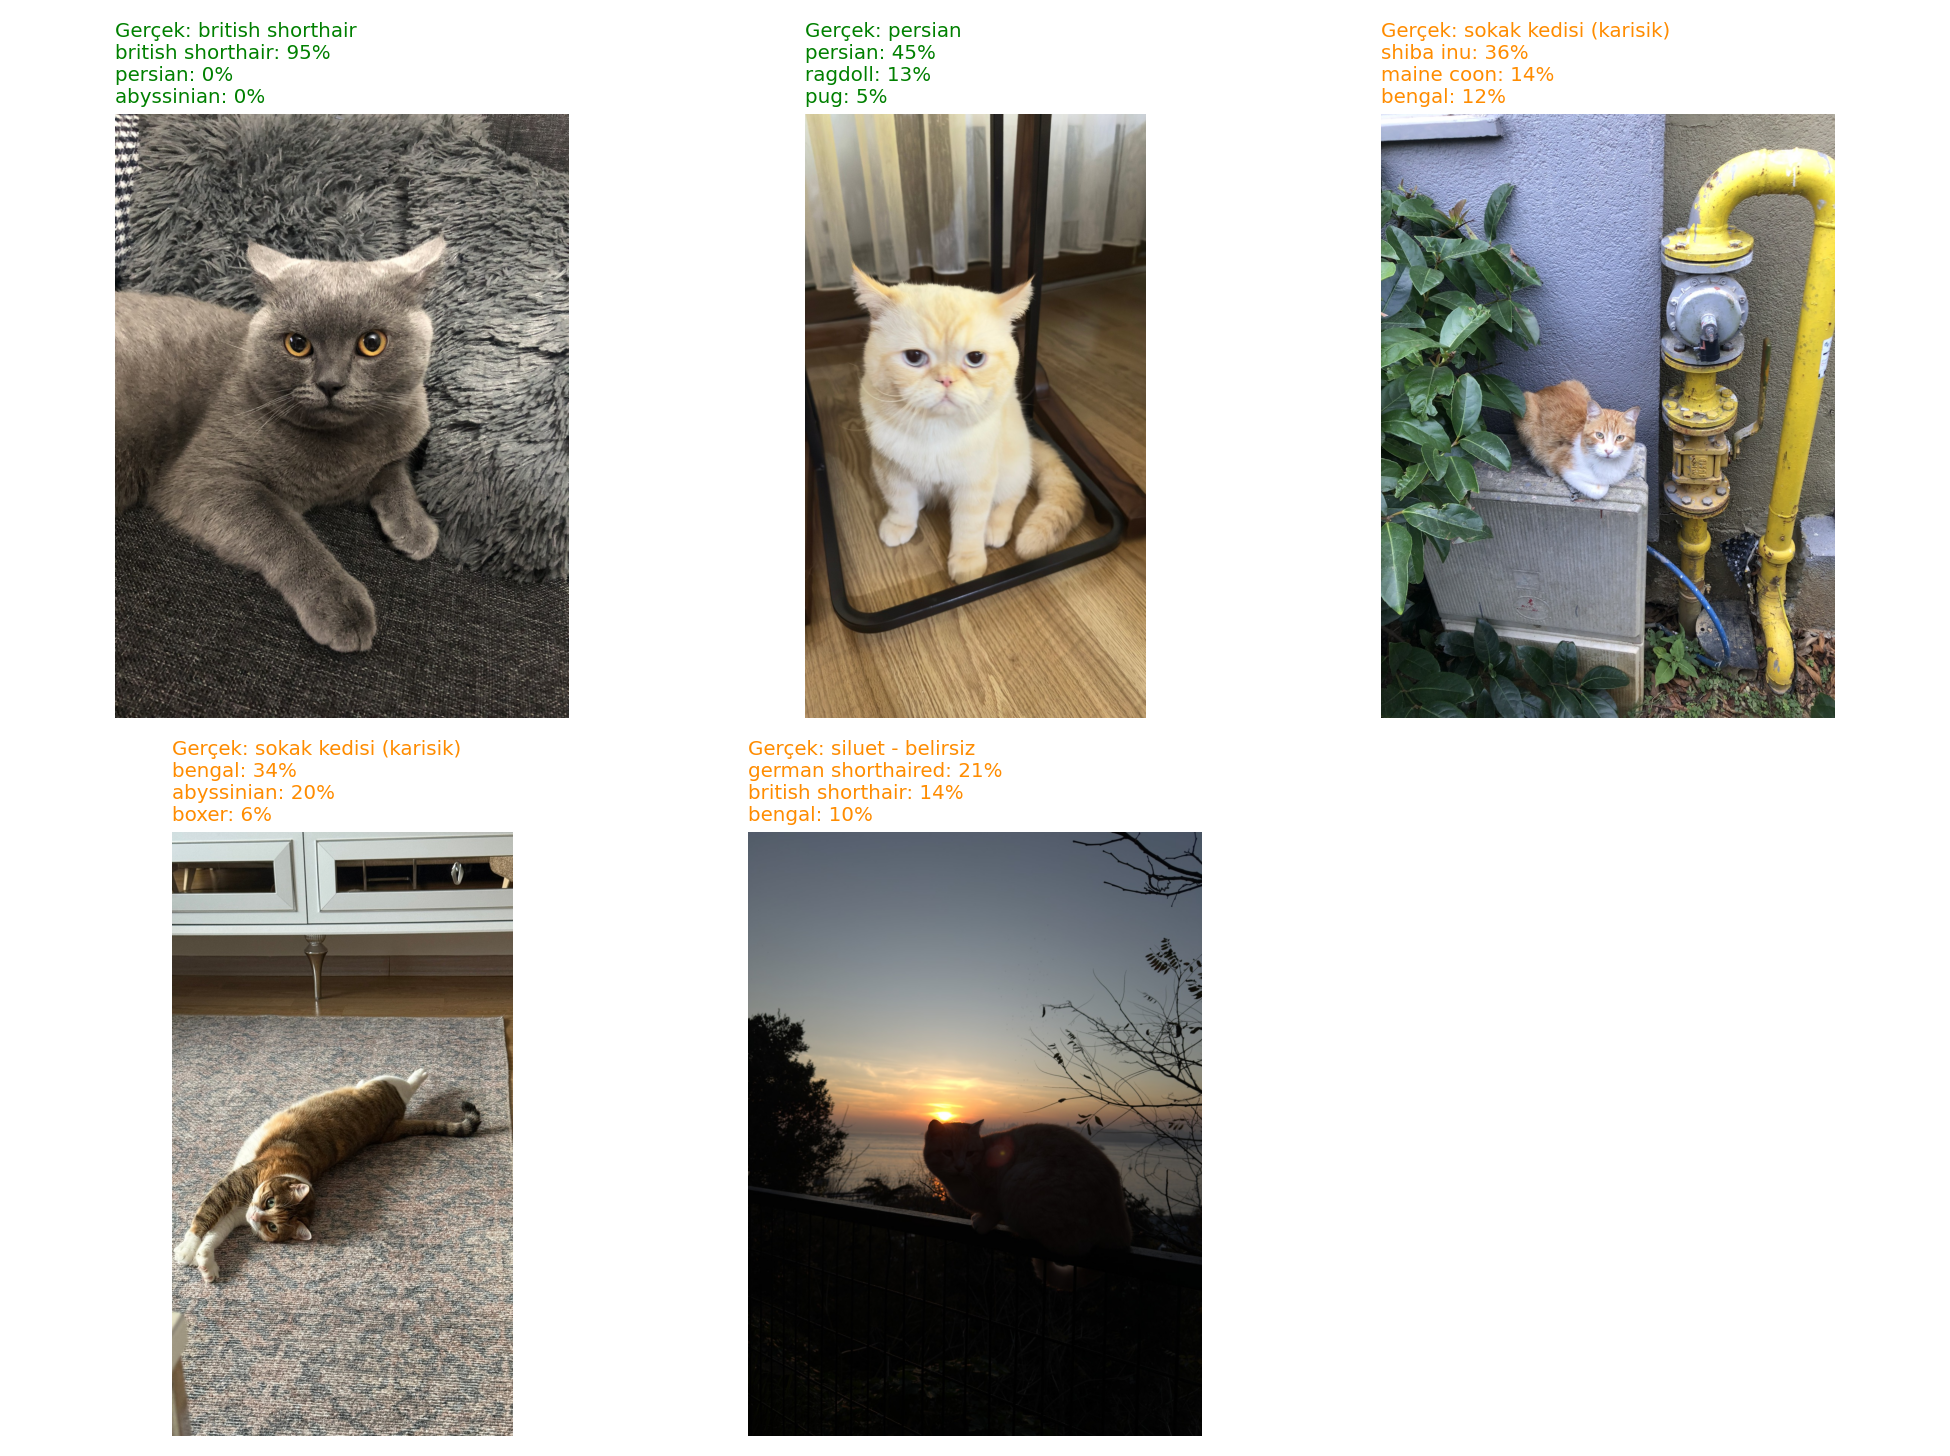 Gerçek: british shorthair
british shorthair: 95%
persian: 0%
abyssinian: 0%
Gerçek: persian
persian: 45%
ragdoll: 13%
pug: 5%
Gerçek: sokak kedisi (karisik)
shiba inu: 36%
maine coon: 14%
bengal: 12%
Gerçek: sokak kedisi (karisik)
bengal: 34%
abyssinian: 20%
boxer: 6%
Gerçek: siluet - belirsiz
german shorthaired: 21%
british shorthair: 14%
bengal: 10%